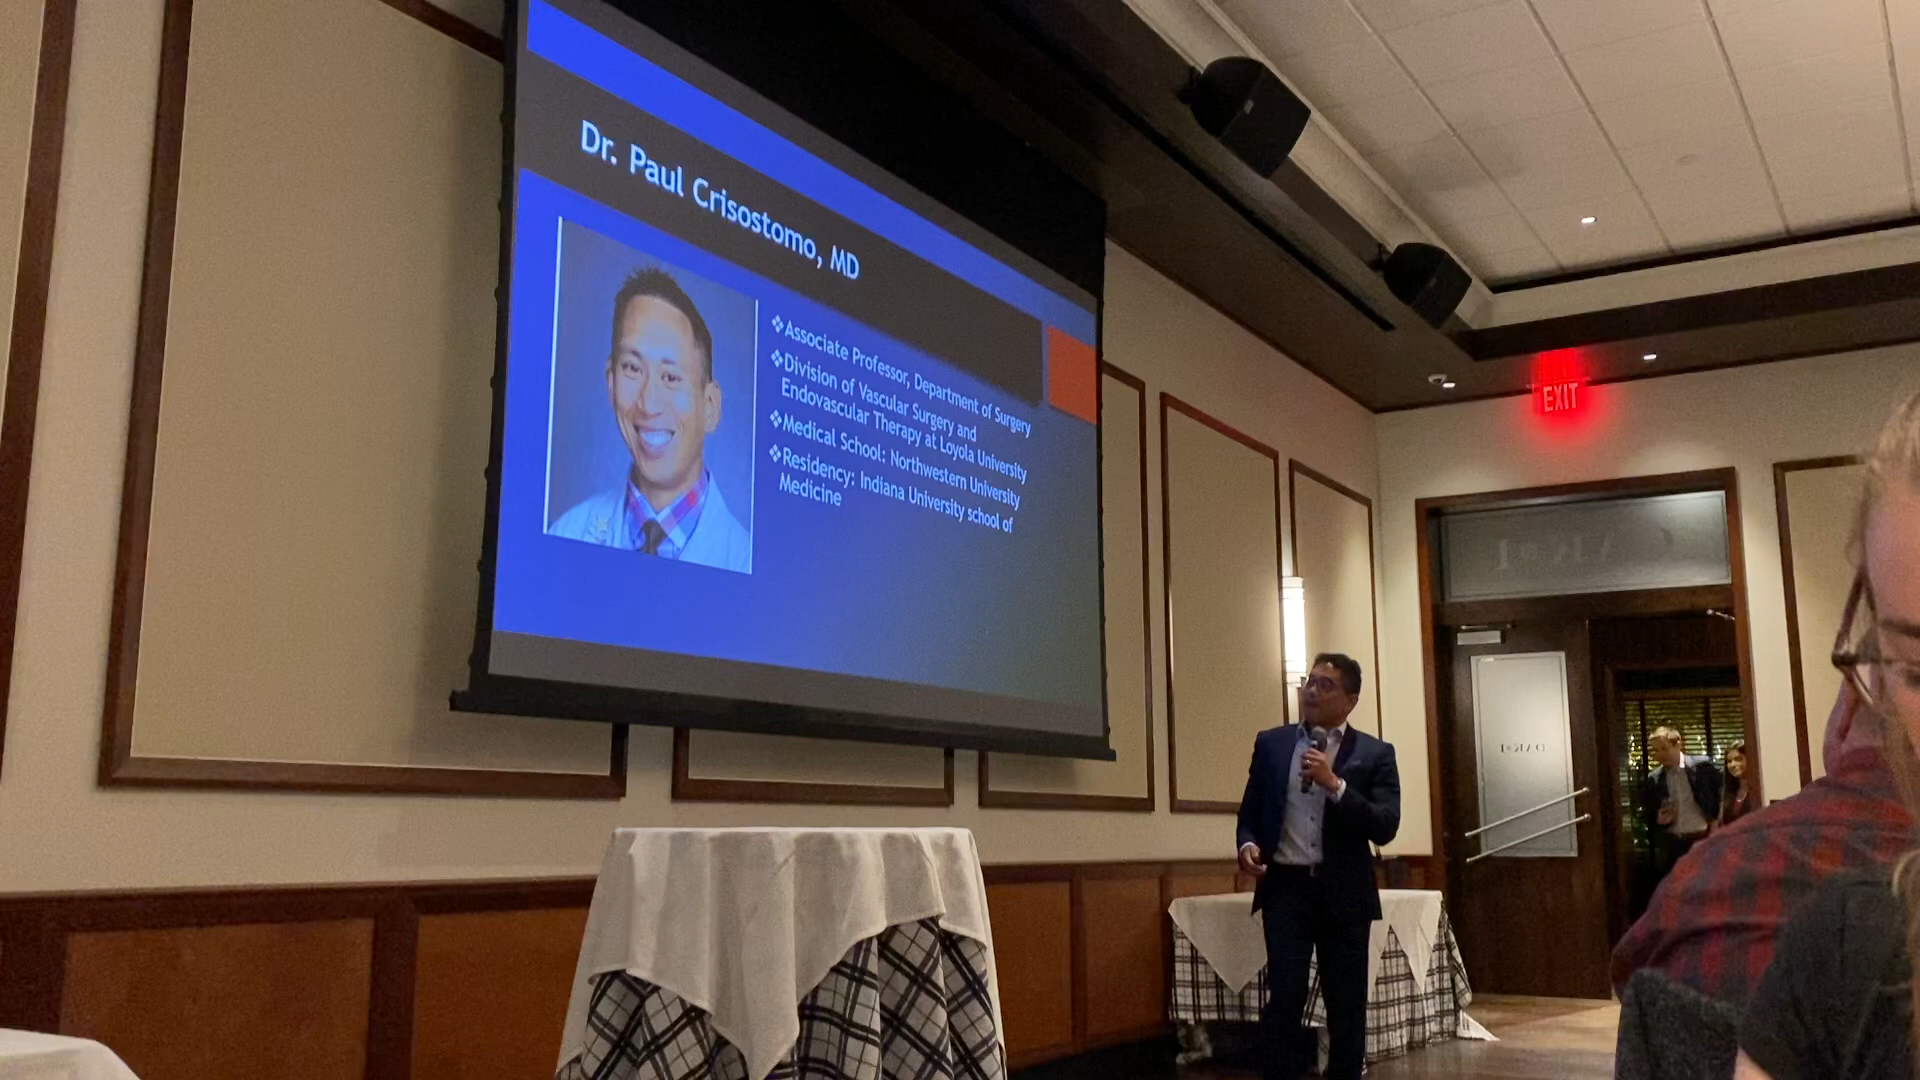 Dr. Paul Crisostomo, MD
❖Associate Professor, Department of Surgery
❖Division of Vascular Surgery and
Endovascular Therapy at Loyola University
❖Medical School: Northwestern University
❖Residency: Indiana University school of
Medicine
EXIT